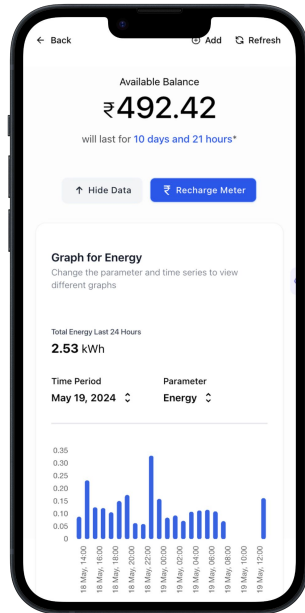 ← Back
Add
Refresh
Available Balance
₹492.42
will last for 10 days and 21 hours*
↑ Hide Data
₹ Recharge Meter
Graph for Energy
Change the parameter and time series to view
different graphs
Total Energy Last 24 Hours
2.53 kWh
Time Period
Parameter
May 19, 2024
Energy
0.35
0.30
0.25
0.20
0.15
0.10
0.05
0
18 May, 14:00
18 May, 16:00
18 May, 18:00
18 May, 20:00
18 May, 22:00
19 May, 00:00
19 May, 02:00
19 May, 04:00
19 May, 06:00
19 May, 08:00
19 May, 10:00
19 May, 12:00